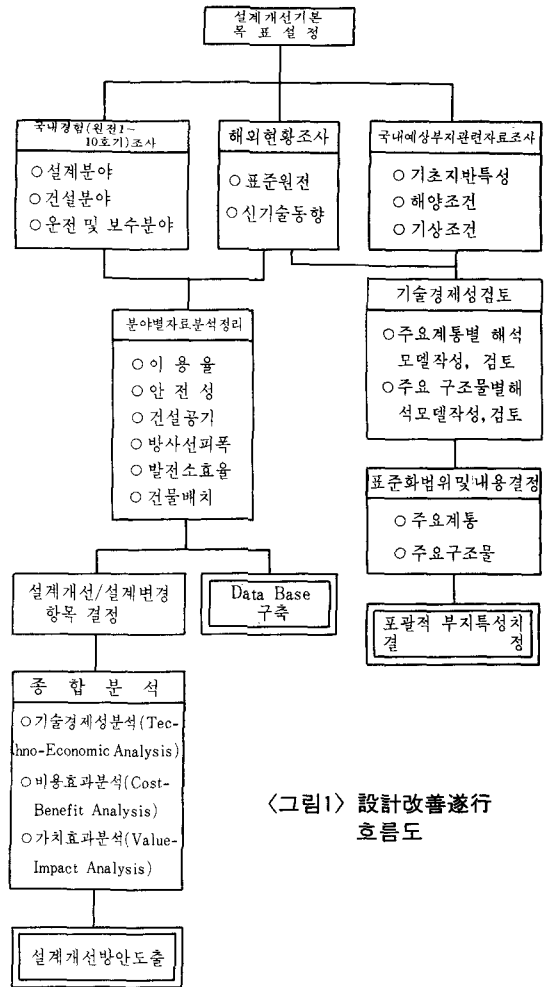 설계개선기본
목 표 설 정
국내경험(원전1~
10호기)조사
○설계분야
○건설분야
○운전 및 보수분야
해외현황조사
○표준원전
○신기술동향
국내예상부지관련자료조사
○기초지반특성
○해양조건
○기상조건
분야별자료분석정리
○이 용 율
○안 전 성
○건설공기
○방사선피폭
○발전소효율
○건물배치
기술경제성검토
○주요계통별 해석
모델작성, 검토
○주요 구조물별해
석모델작성,검토
표준화범위및내용결정
○주요계통
○주요구조물
설계개선/설계변경
항목 결정
Data Base
구축
포괄적 부지특성치
결 정
종 합 분 석
○기술경제성분석(Tec-
hno-Economic Analysis)
○비용효과분석(Cost-
Benefit Analysis)
○가치효과분석(Value-
Impact Analysis)
설계개선방안도출
〈그림1〉 設計改善遂行
흐름도